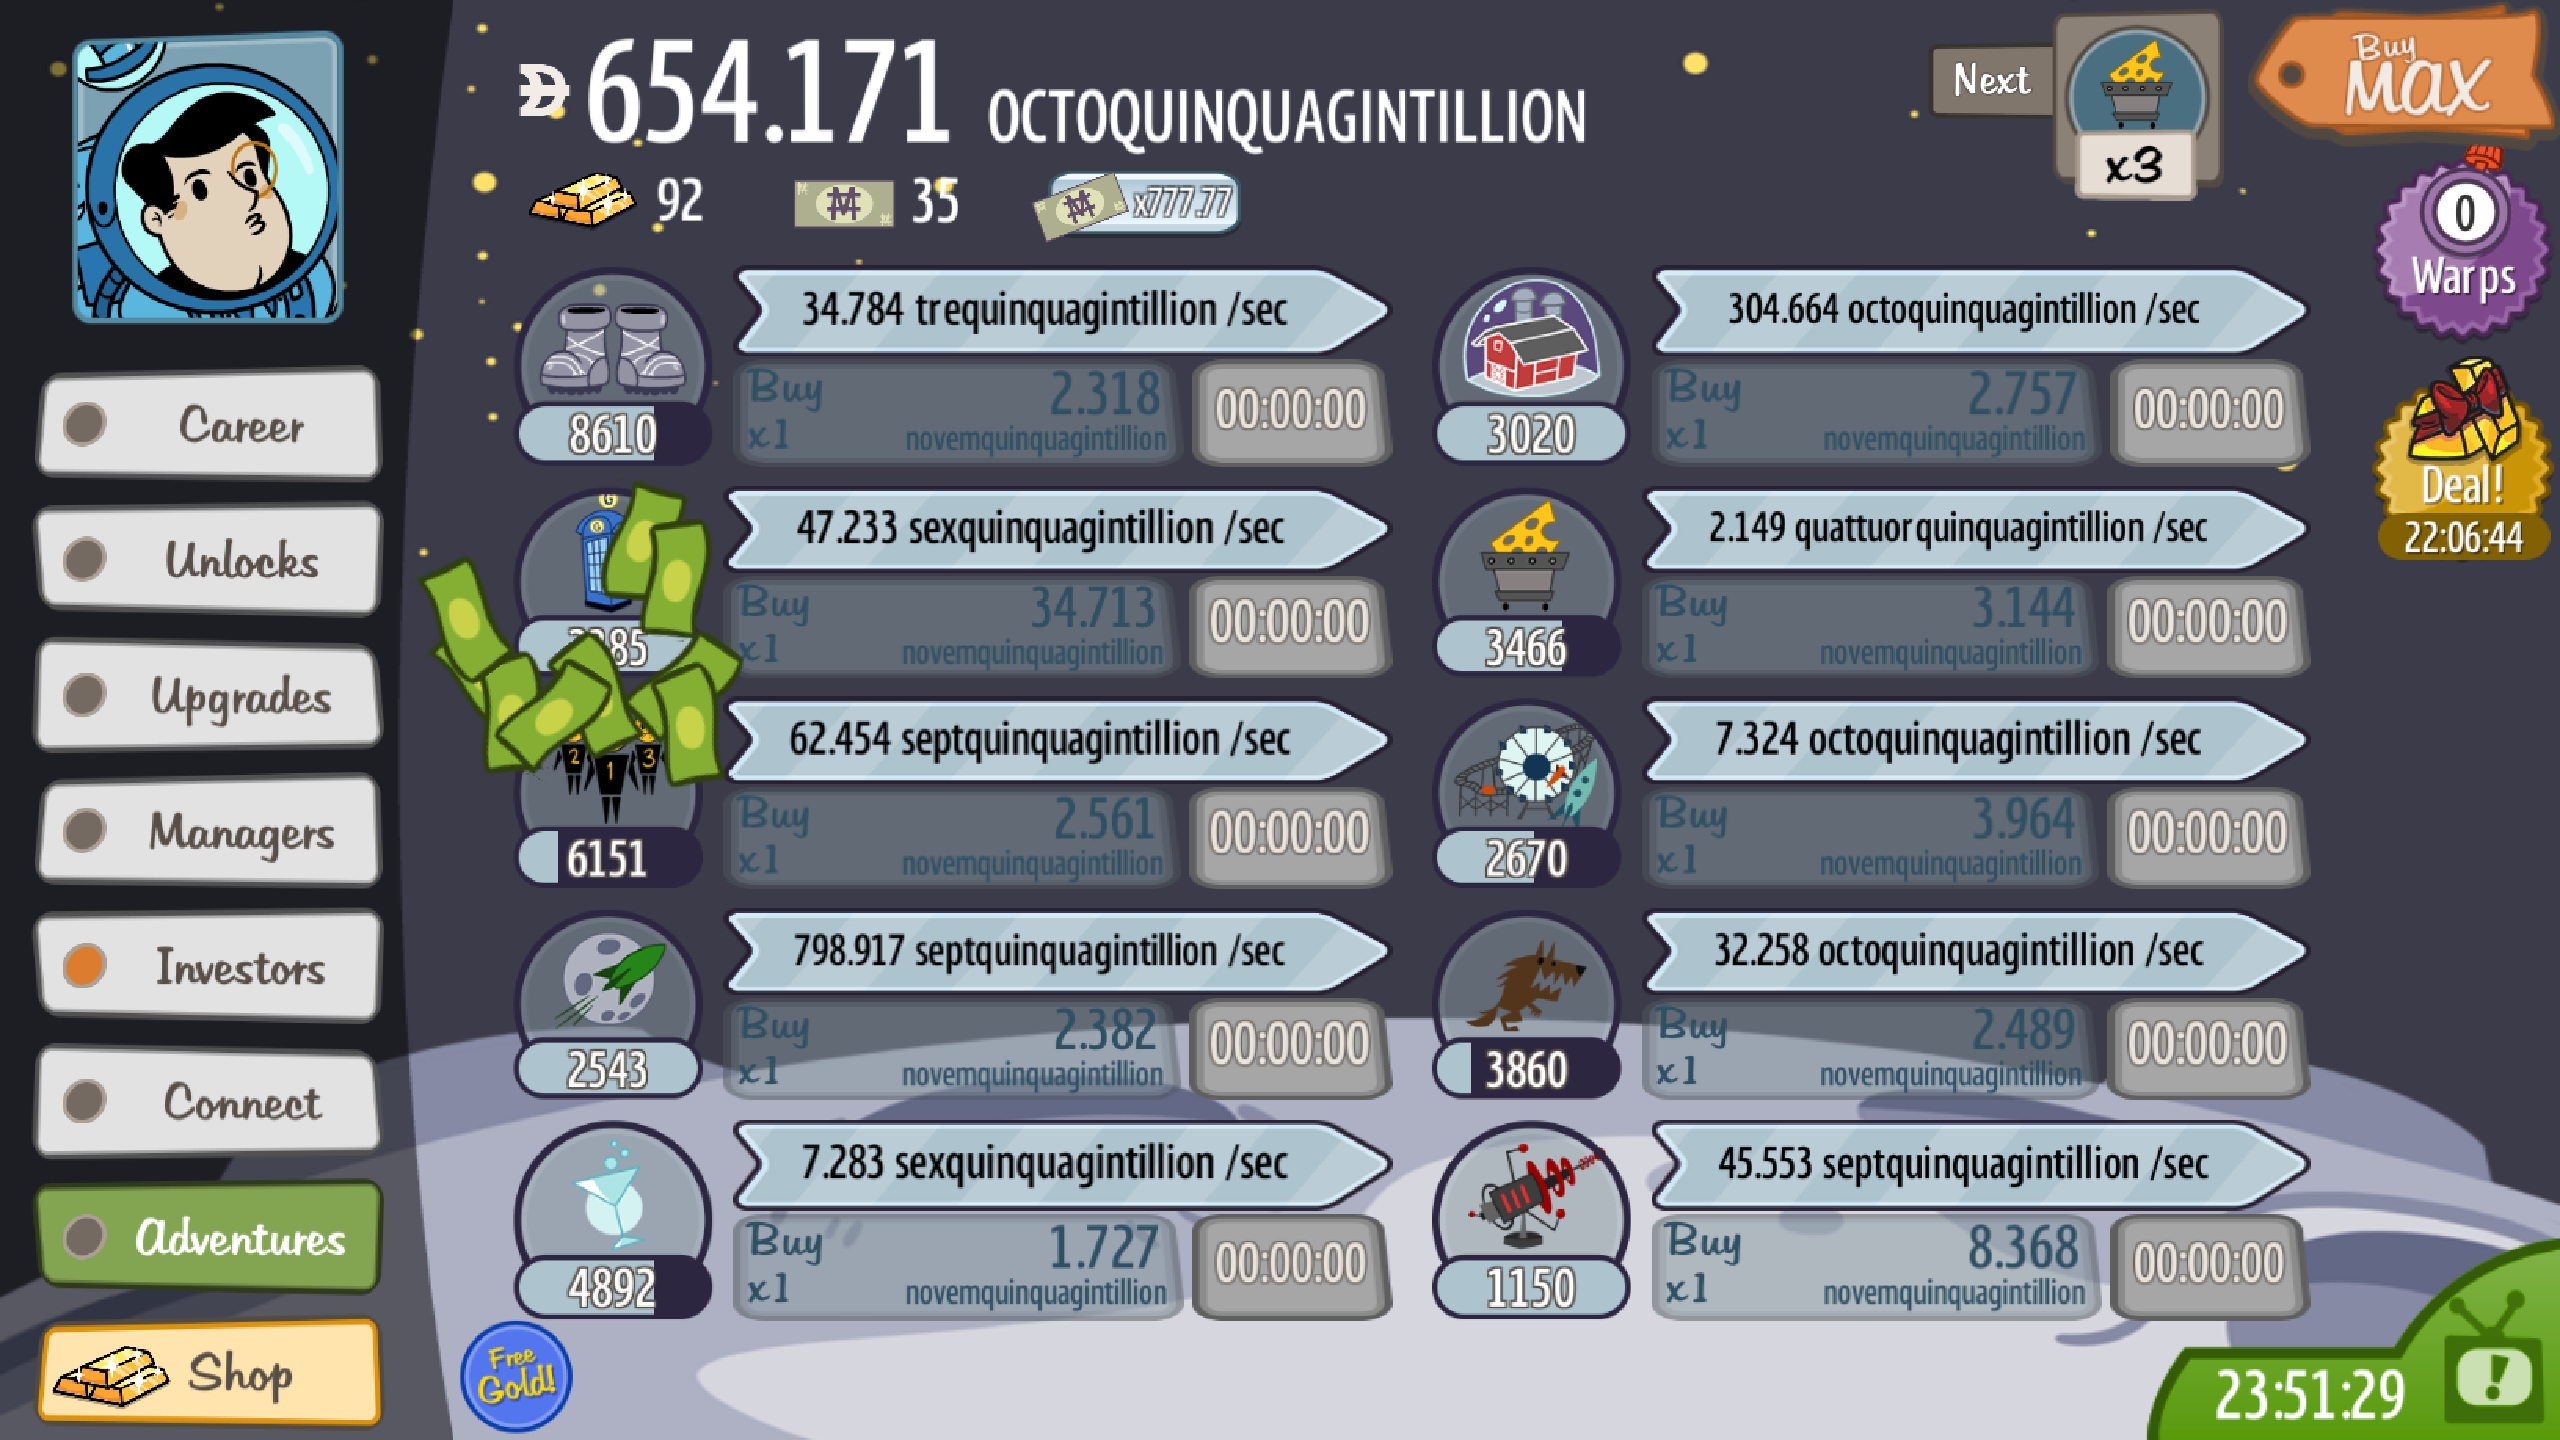 654.171 OCTOQUINQUAGINTILLION
Next
x3
Buy
MAX
92
35
x777.77
0
Warps
Deal!
22:06:44
Career
Unlocks
Upgrades
Managers
Investors
Connect
Adventures
Shop
34.784 trequinquagintillion /sec
Buy
x1
2.318
novemquinquagintillion
00:00:00
8610
304.664 octoquinquagintillion /sec
Buy
x1
2.757
novemquinquagintillion
00:00:00
3020
47.233 sexquinquagintillion /sec
Buy
x1
34.713
novemquinquagintillion
00:00:00
2.149 quattuorquinquagintillion /sec
Buy
x1
3.144
novemquinquagintillion
00:00:00
3466
62.454 septquinquagintillion /sec
2
1
3
Buy
x1
2.561
novemquinquagintillion
00:00:00
6151
7.324 octoquinquagintillion /sec
Buy
x1
3.964
novemquinquagintillion
00:00:00
2670
798.917 septquinquagintillion /sec
Buy
x1
2.382
novemquinquagintillion
00:00:00
2543
32.258 octoquinquagintillion /sec
Buy
x1
2.489
novemquinquagintillion
00:00:00
3860
7.283 sexquinquagintillion /sec
Buy
x1
1.727
novemquinquagintillion
00:00:00
4892
45.553 septquinquagintillion /sec
Buy
x1
8.368
novemquinquagintillion
00:00:00
1150
Free
Gold!
23:51:29
!